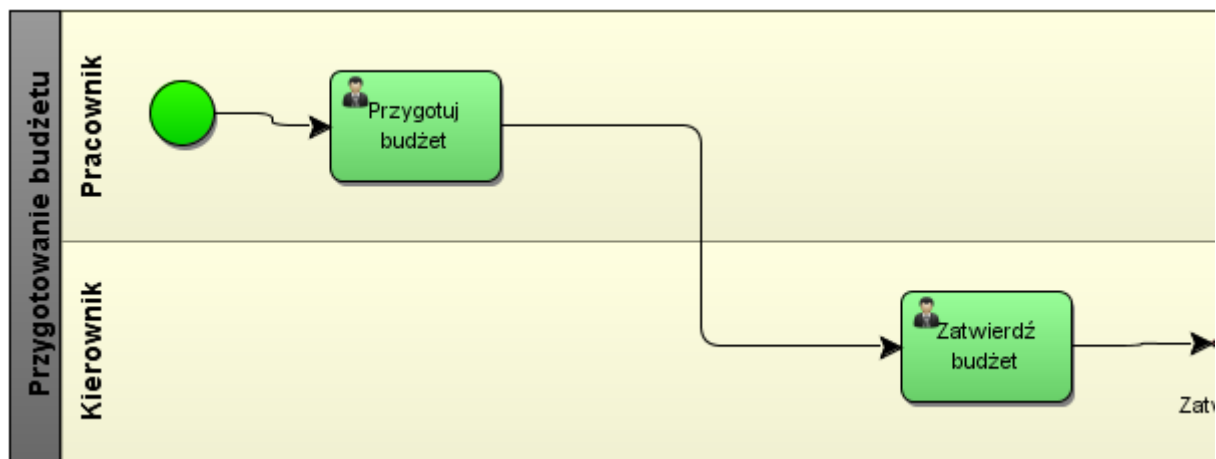 Przygotowanie budżetu
Pracownik
Przygotuj
budżet
Kierownik
Zatwierdź
budżet